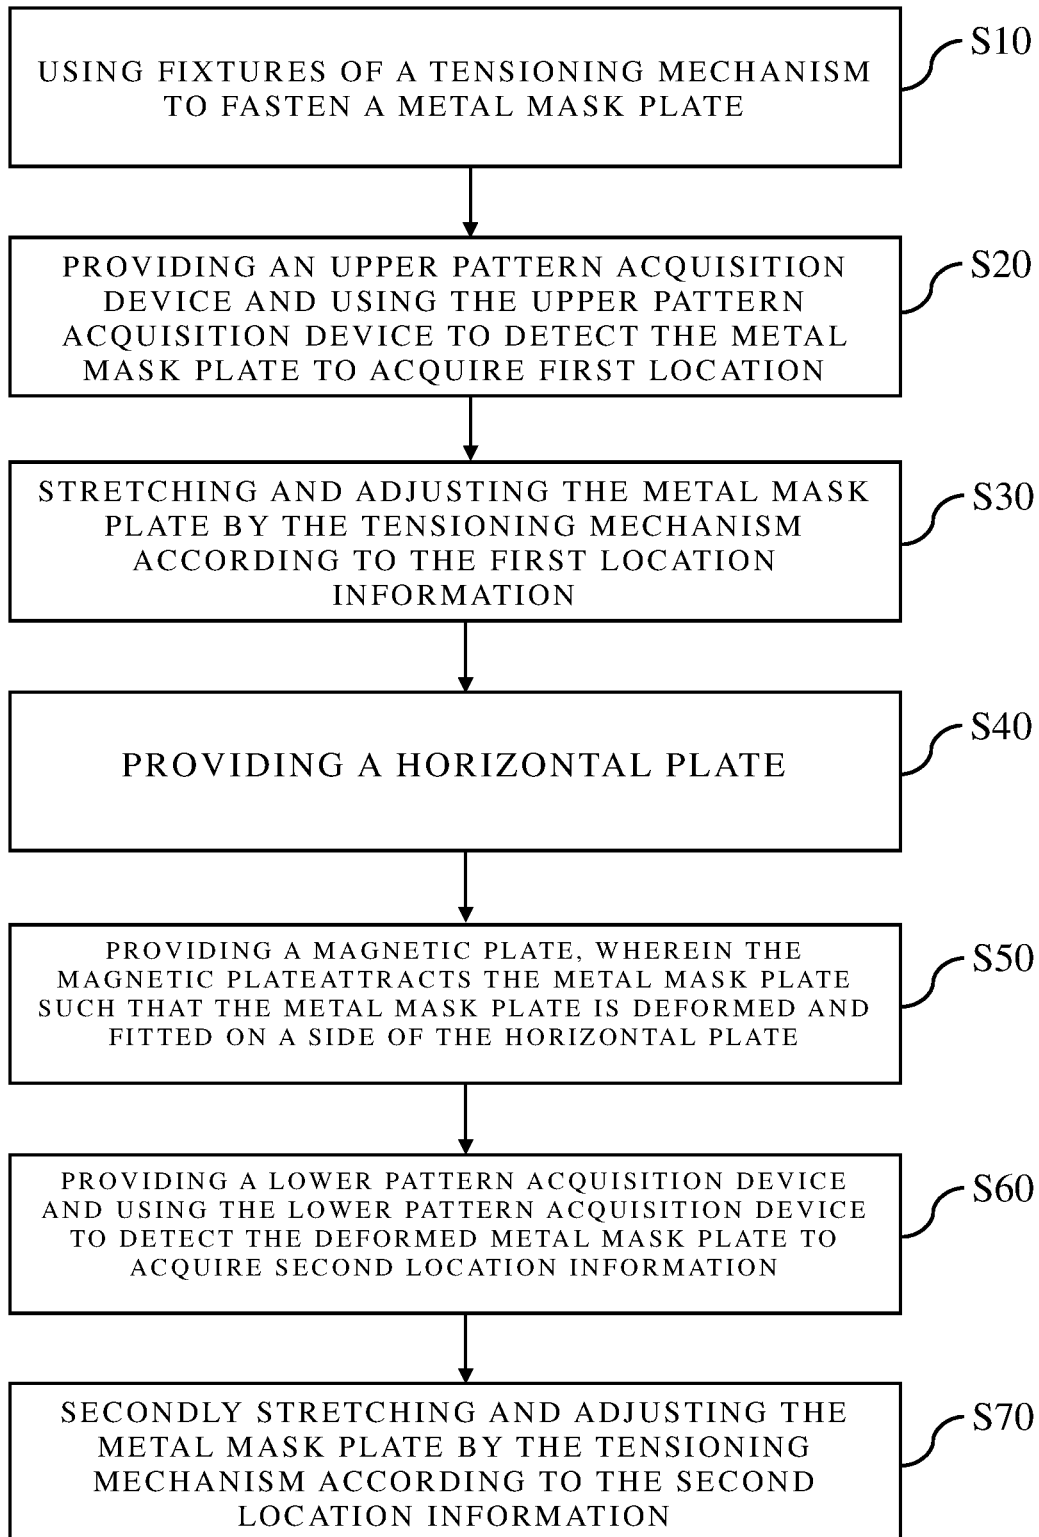 USING FIXTURES OF A TENSIONING MECHANISM
TO FASTEN A METAL MASK PLATE
S10
PROVIDING AN UPPER PATTERN ACQUISITION
DEVICE AND USING THE UPPER PATTERN
ACQUISITION DEVICE TO DETECT THE METAL
MASK PLATE TO ACQUIRE FIRST LOCATION
S20
STRETCHING AND ADJUSTING THE METAL MASK
PLATE BY THE TENSIONING MECHANISM
ACCORDING TO THE FIRST LOCATION
INFORMATION
S30
PROVIDING A HORIZONTAL PLATE
S40
PROVIDING A MAGNETIC PLATE, WHEREIN THE
MAGNETIC PLATEATTRACTS THE METAL MASK PLATE
SUCH THAT THE METAL MASK PLATE IS DEFORMED AND
FITTED ON A SIDE OF THE HORIZONTAL PLATE
S50
PROVIDING A LOWER PATTERN ACQUISITION DEVICE
AND USING THE LOWER PATTERN ACQUISITION DEVICE
TO DETECT THE DEFORMED METAL MASK PLATE TO
ACQUIRE SECOND LOCATION INFORMATION
S60
SECONDLY STRETCHING AND ADJUSTING THE
METAL MASK PLATE BY THE TENSIONING
MECHANISM ACCORDING TO THE SECOND
LOCATION INFORMATION
S70